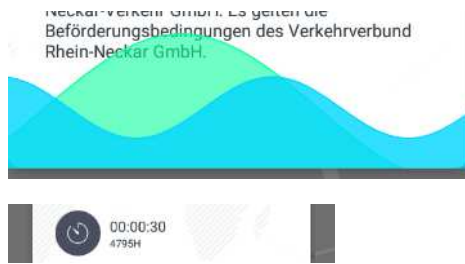 Neckar-Verkehr GmbH. Es gelten die
Beförderungsbedingungen des Verkehrverbund
Rhein-Neckar GmbH.
00:00:30
4795H